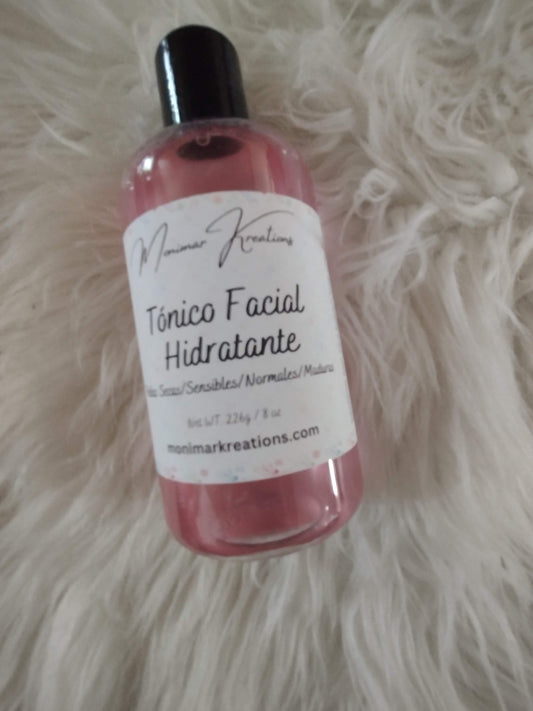 Monimar Kreations
Tónico Facial
Hidratante
Secas/Sensibles/Normales/Maduras
Net WT. 226g / 8 oz
monimarkreations.com